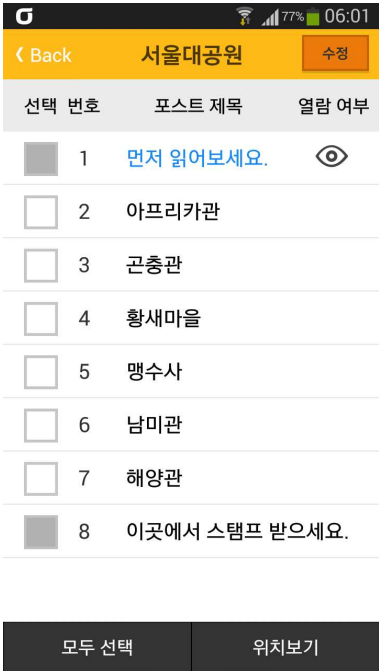 77% 06:01
Back 서울대공원 수정
선택 번호 포스트 제목 열람 여부
1 먼저 읽어보세요.
2 아프리카관
3 곤충관
4 황새마을
5 맹수사
6 남미관
7 해양관
8 이곳에서 스탬프 받으세요.
모두 선택 위치보기